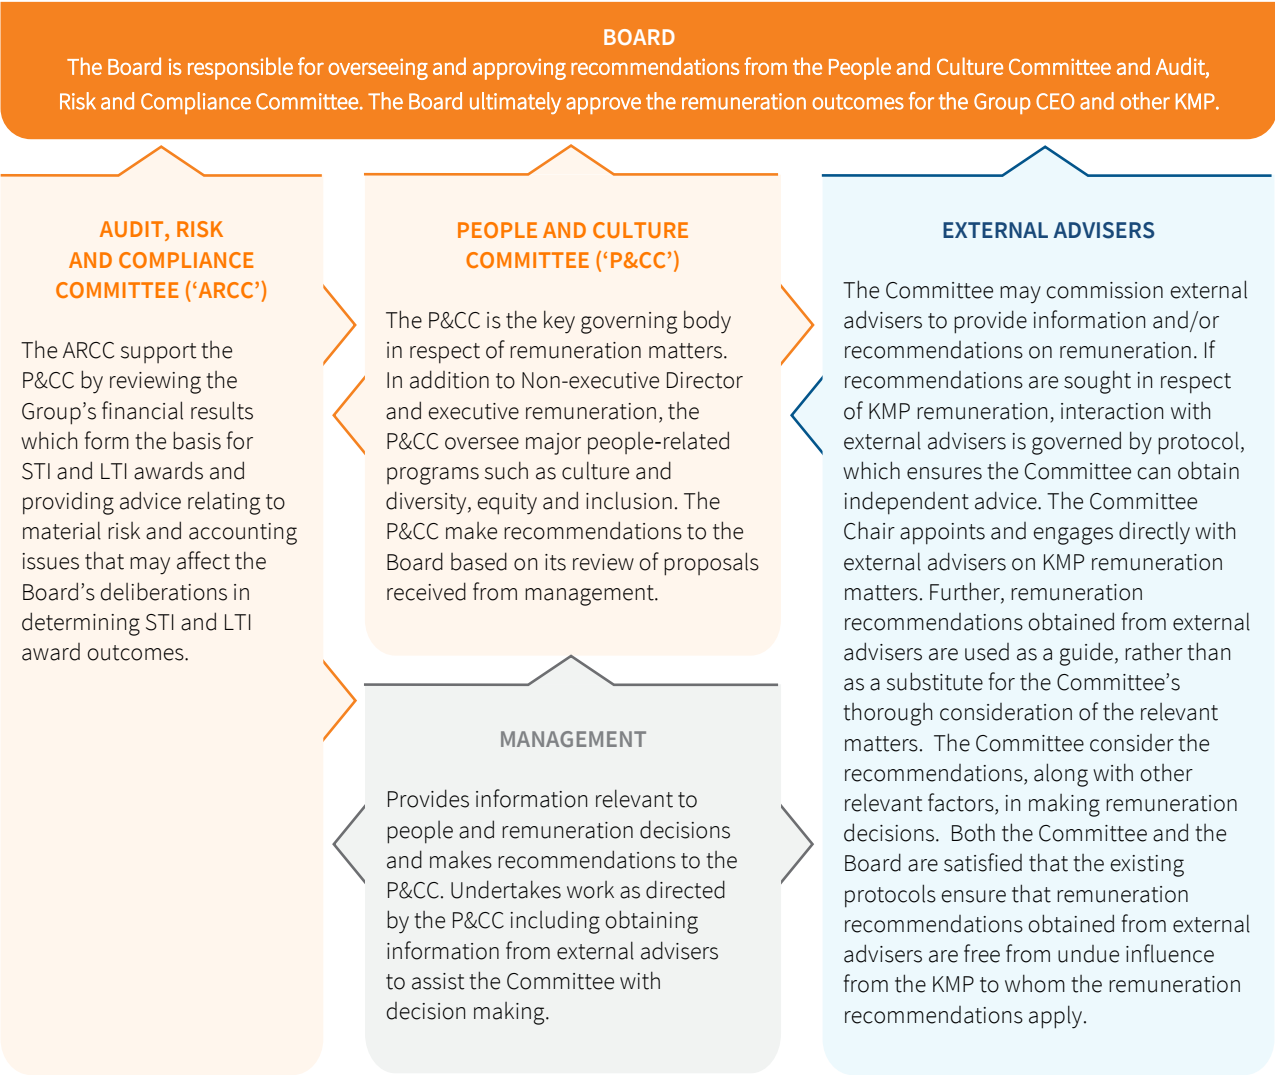 BOARD
The Board is responsible for overseeing and approving recommendations from the People and Culture Committee and Audit,
Risk and Compliance Committee. The Board ultimately approve the remuneration outcomes for the Group CEO and other KMP.
AUDIT, RISK
AND COMPLIANCE
COMMITTEE (‘ARCC’)
The ARCC support the
P&CC by reviewing the
Group’s financial results
which form the basis for
STI and LTI awards and
providing advice relating to
material risk and accounting
issues that may affect the
Board’s deliberations in
determining STI and LTI
award outcomes.
PEOPLE AND CULTURE
COMMITTEE (‘P&CC’)
The P&CC is the key governing body
in respect of remuneration matters.
In addition to Non-executive Director
and executive remuneration, the
P&CC oversee major people-related
programs such as culture and
diversity, equity and inclusion. The
P&CC make recommendations to the
Board based on its review of proposals
received from management.
MANAGEMENT
Provides information relevant to
people and remuneration decisions
and makes recommendations to the
P&CC. Undertakes work as directed
by the P&CC including obtaining
information from external advisers
to assist the Committee with
decision making.
EXTERNAL ADVISERS
The Committee may commission external
advisers to provide information and/or
recommendations on remuneration. If
recommendations are sought in respect
of KMP remuneration, interaction with
external advisers is governed by protocol,
which ensures the Committee can obtain
independent advice. The Committee
Chair appoints and engages directly with
external advisers on KMP remuneration
matters. Further, remuneration
recommendations obtained from external
advisers are used as a guide, rather than
as a substitute for the Committee’s
thorough consideration of the relevant
matters.  The Committee consider the
recommendations, along with other
relevant factors, in making remuneration
decisions.  Both the Committee and the
Board are satisfied that the existing
protocols ensure that remuneration
recommendations obtained from external
advisers are free from undue influence
from the KMP to whom the remuneration
recommendations apply.